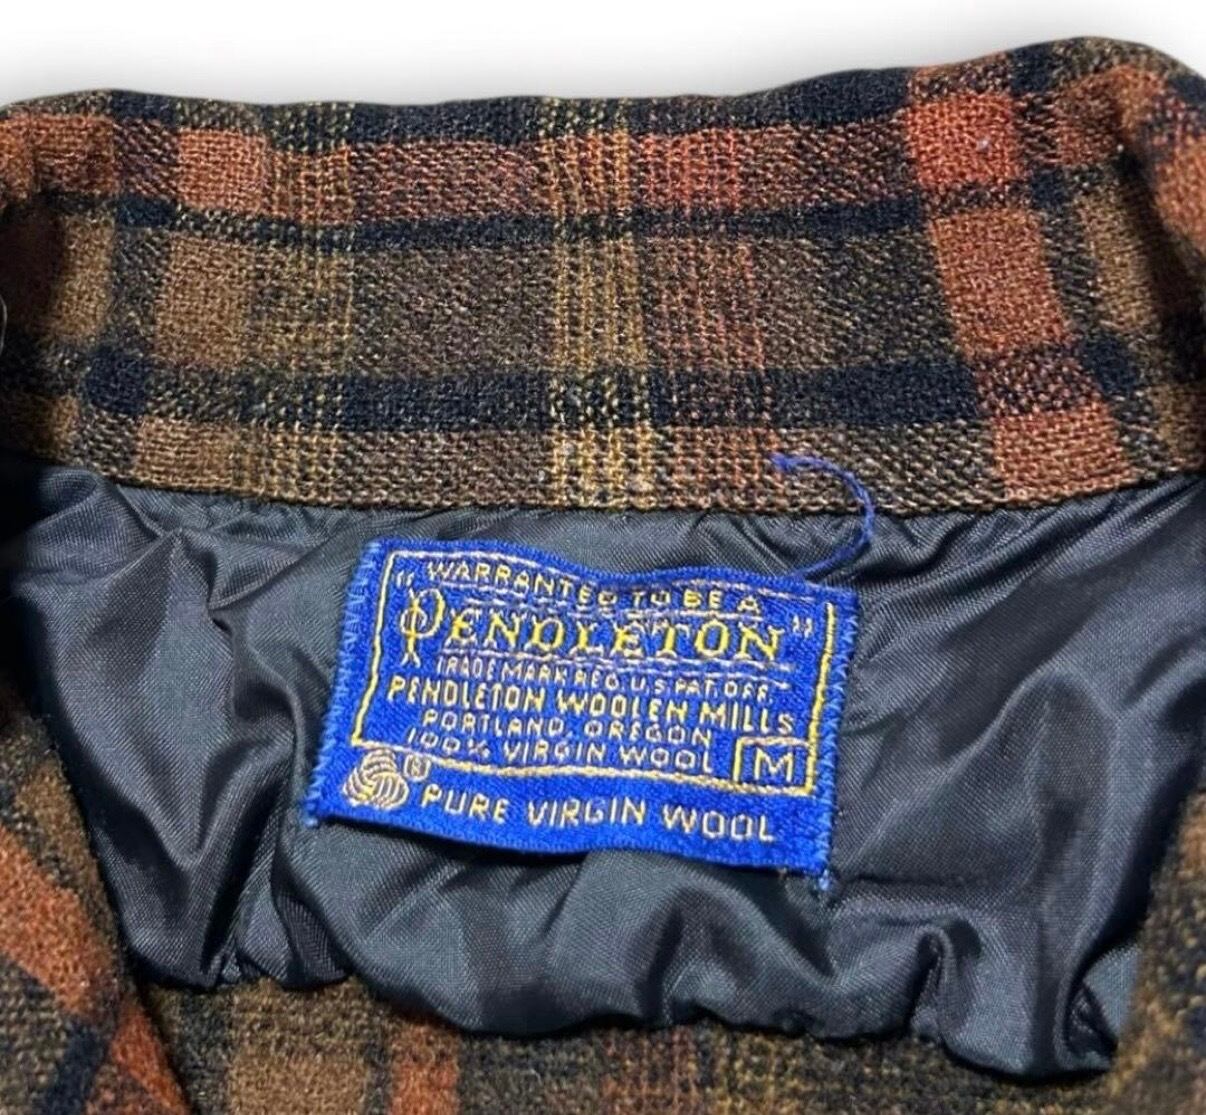 "WARRANTED TO BE A
PENDLETON"
TRADE MARK REG. U.S. PAT. OFF.
PENDLETON WOOLEN MILLS
PORTLAND, OREGON
100% VIRGIN WOOL M
® PURE VIRGIN WOOL